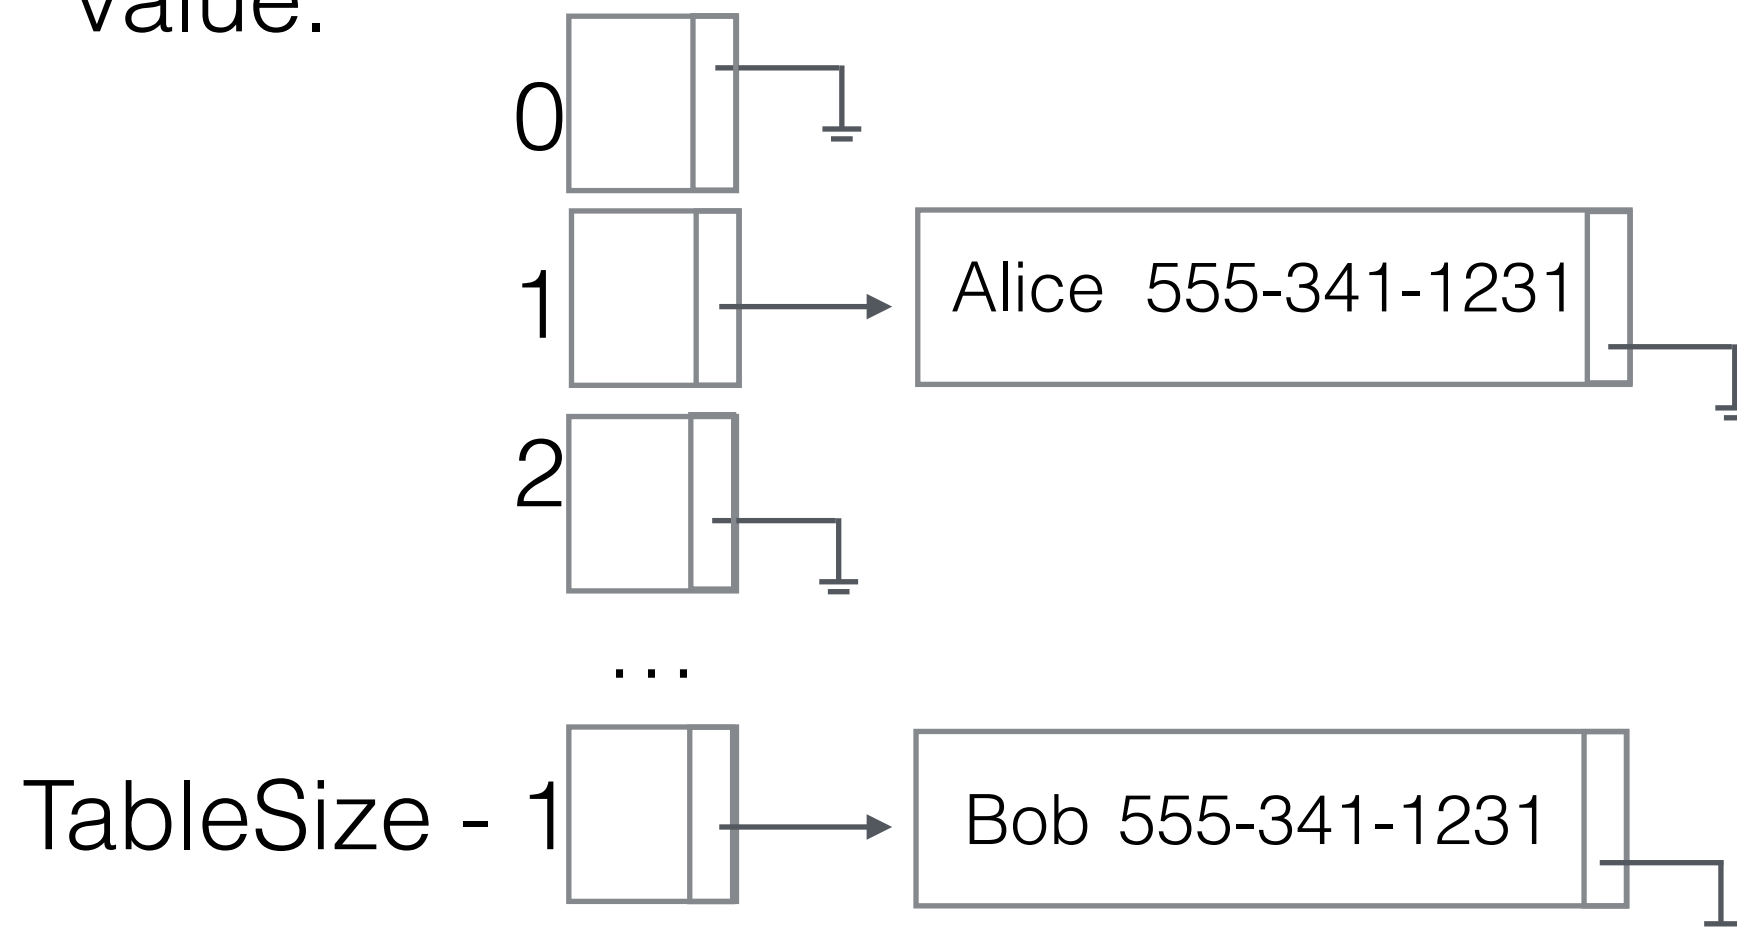 value.
0
1 Alice 555-341-1231
2
...
TableSize - 1 Bob 555-341-1231